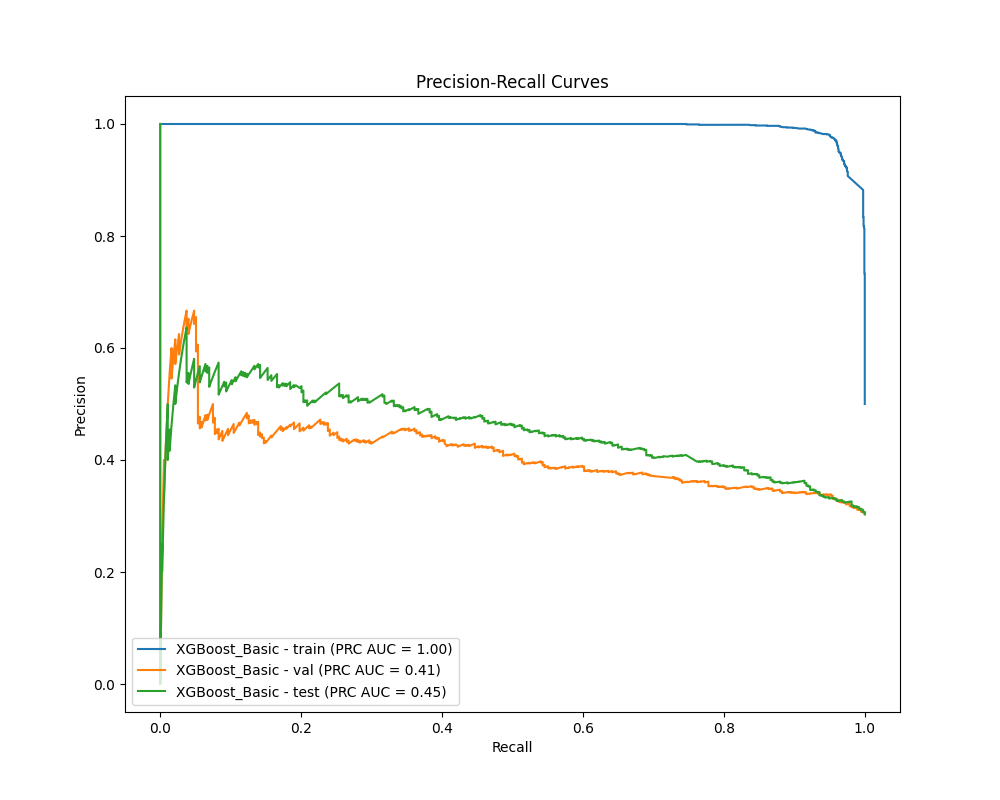 Precision-Recall Curves
Precision
1.0
0.8
0.6
0.4
0.2
0.0
XGBoost_Basic - train (PRC AUC = 1.00)
XGBoost_Basic - val (PRC AUC = 0.41)
XGBoost_Basic - test (PRC AUC = 0.45)
0.0 0.2 0.4 0.6 0.8 1.0
Recall